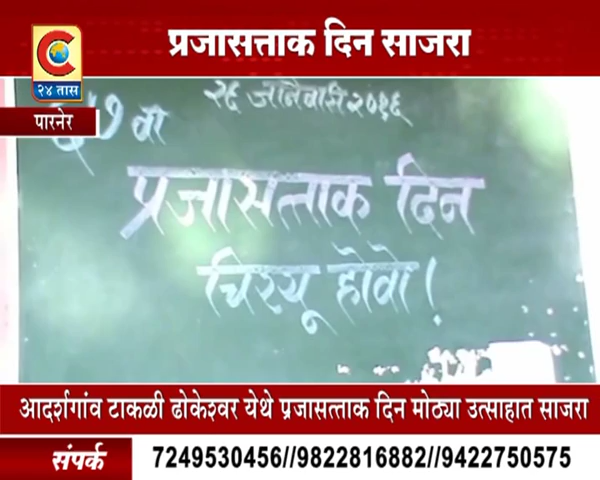 प्रजासत्ताक दिन साजरा
C
२४ तास
पारनेर
२६ जानेवारी २०१६
६७ वा
प्रजासत्ताक दिन
चिरायू होवो!
आदर्शगांव टाकळी ढोकेश्वर येथे प्रजासत्ताक दिन मोठ्या उत्साहात साजरा
संपर्क
7249530456//9822816882//9422750575